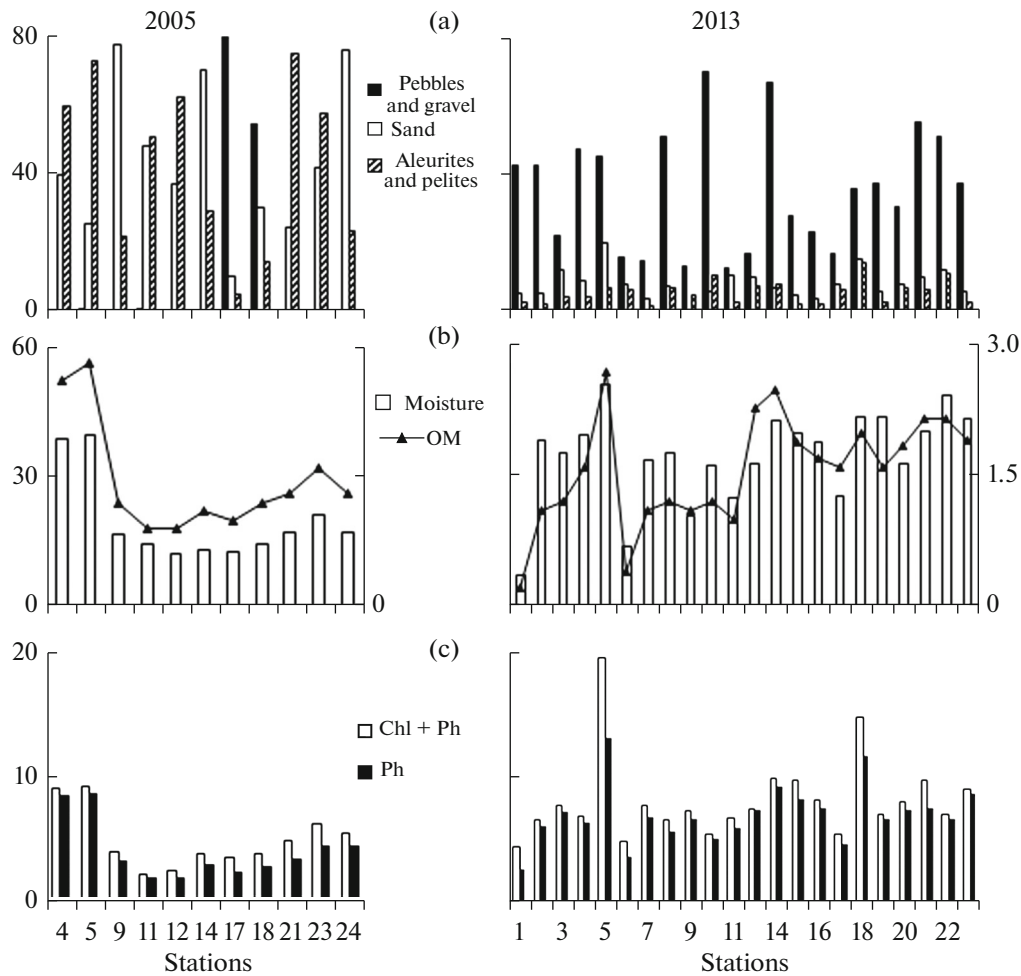 2005 (a) 2013
80
40
0
Pebbles
and gravel
Sand
Aleurites
and pelites
(b)
60
30
0
Moisture
OM
0
3.0
1.5
0
(c)
20
10
0
Chl + Ph
Ph
4 5 9 11 12 14 17 18 21 23 24
Stations
1 3 5 7 9 11 14 16 18 20 22
Stations